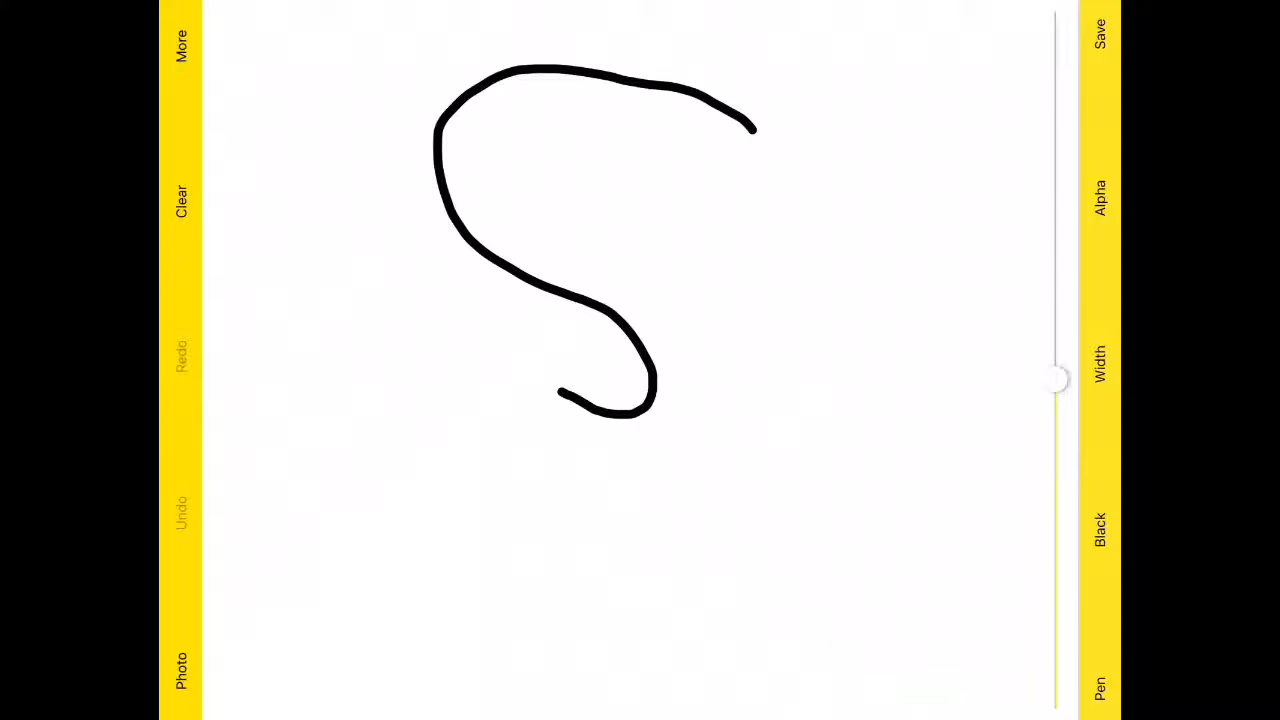 More
Clear
Redo
Undo
Photo
Save
Alpha
Width
Black
Pen